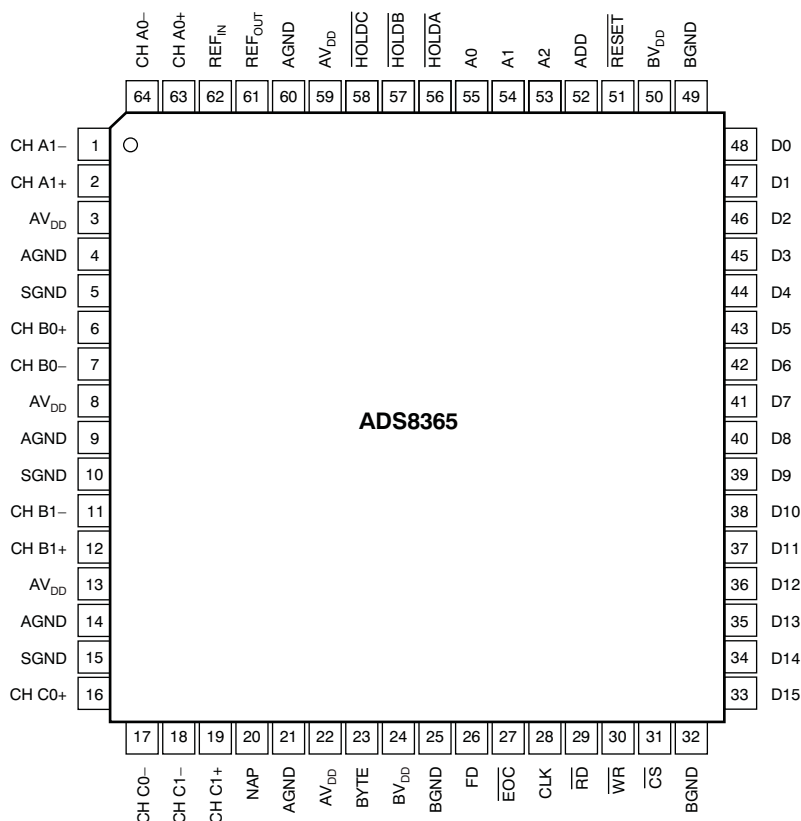 CH A0−
CH A0+
REFIN
REFOUT
AGND
AVDD
HOLDC
HOLDB
HOLDA
A0
A1
A2
ADD
RESET
BVDD
BGND
64 63 62 61 60 59 58 57 56 55 54 53 52 51 50 49
CH A1− 1 48 D0
CH A1+ 2 47 D1
AVDD 3 46 D2
AGND 4 45 D3
SGND 5 44 D4
CH B0+ 6 43 D5
CH B0− 7 42 D6
AVDD 8 41 D7
ADS8365
AGND 9 40 D8
SGND 10 39 D9
CH B1− 11 38 D10
CH B1+ 12 37 D11
AVDD 13 36 D12
AGND 14 35 D13
SGND 15 34 D14
CH C0+ 16 33 D15
17 18 19 20 21 22 23 24 25 26 27 28 29 30 31 32
CH C0−
CH C1−
CH C1+
NAP
AGND
AVDD
BYTE
BVDD
BGND
FD
EOC
CLK
RD
WR
CS
BGND